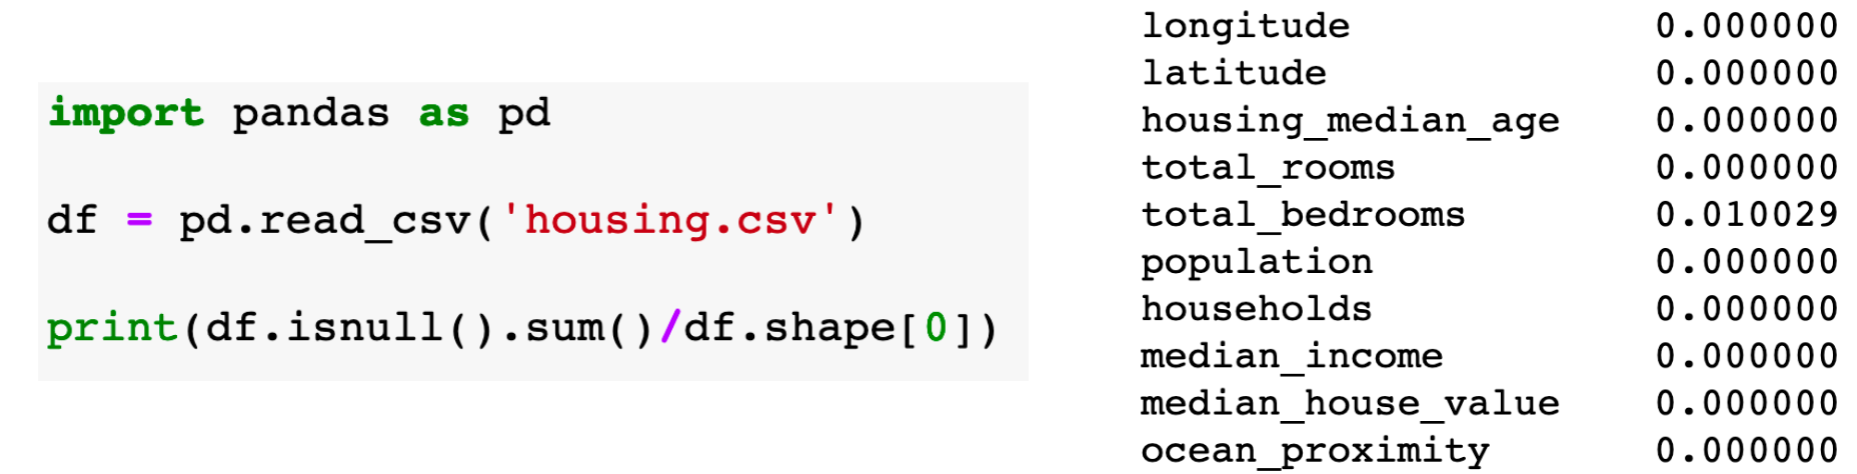 import pandas as pd
df = pd.read_csv('housing.csv')
print(df.isnull().sum()/df.shape[0])
longitude 0.000000
latitude 0.000000
housing_median_age 0.000000
total_rooms 0.000000
total_bedrooms 0.010029
population 0.000000
households 0.000000
median_income 0.000000
median_house_value 0.000000
ocean_proximity 0.000000